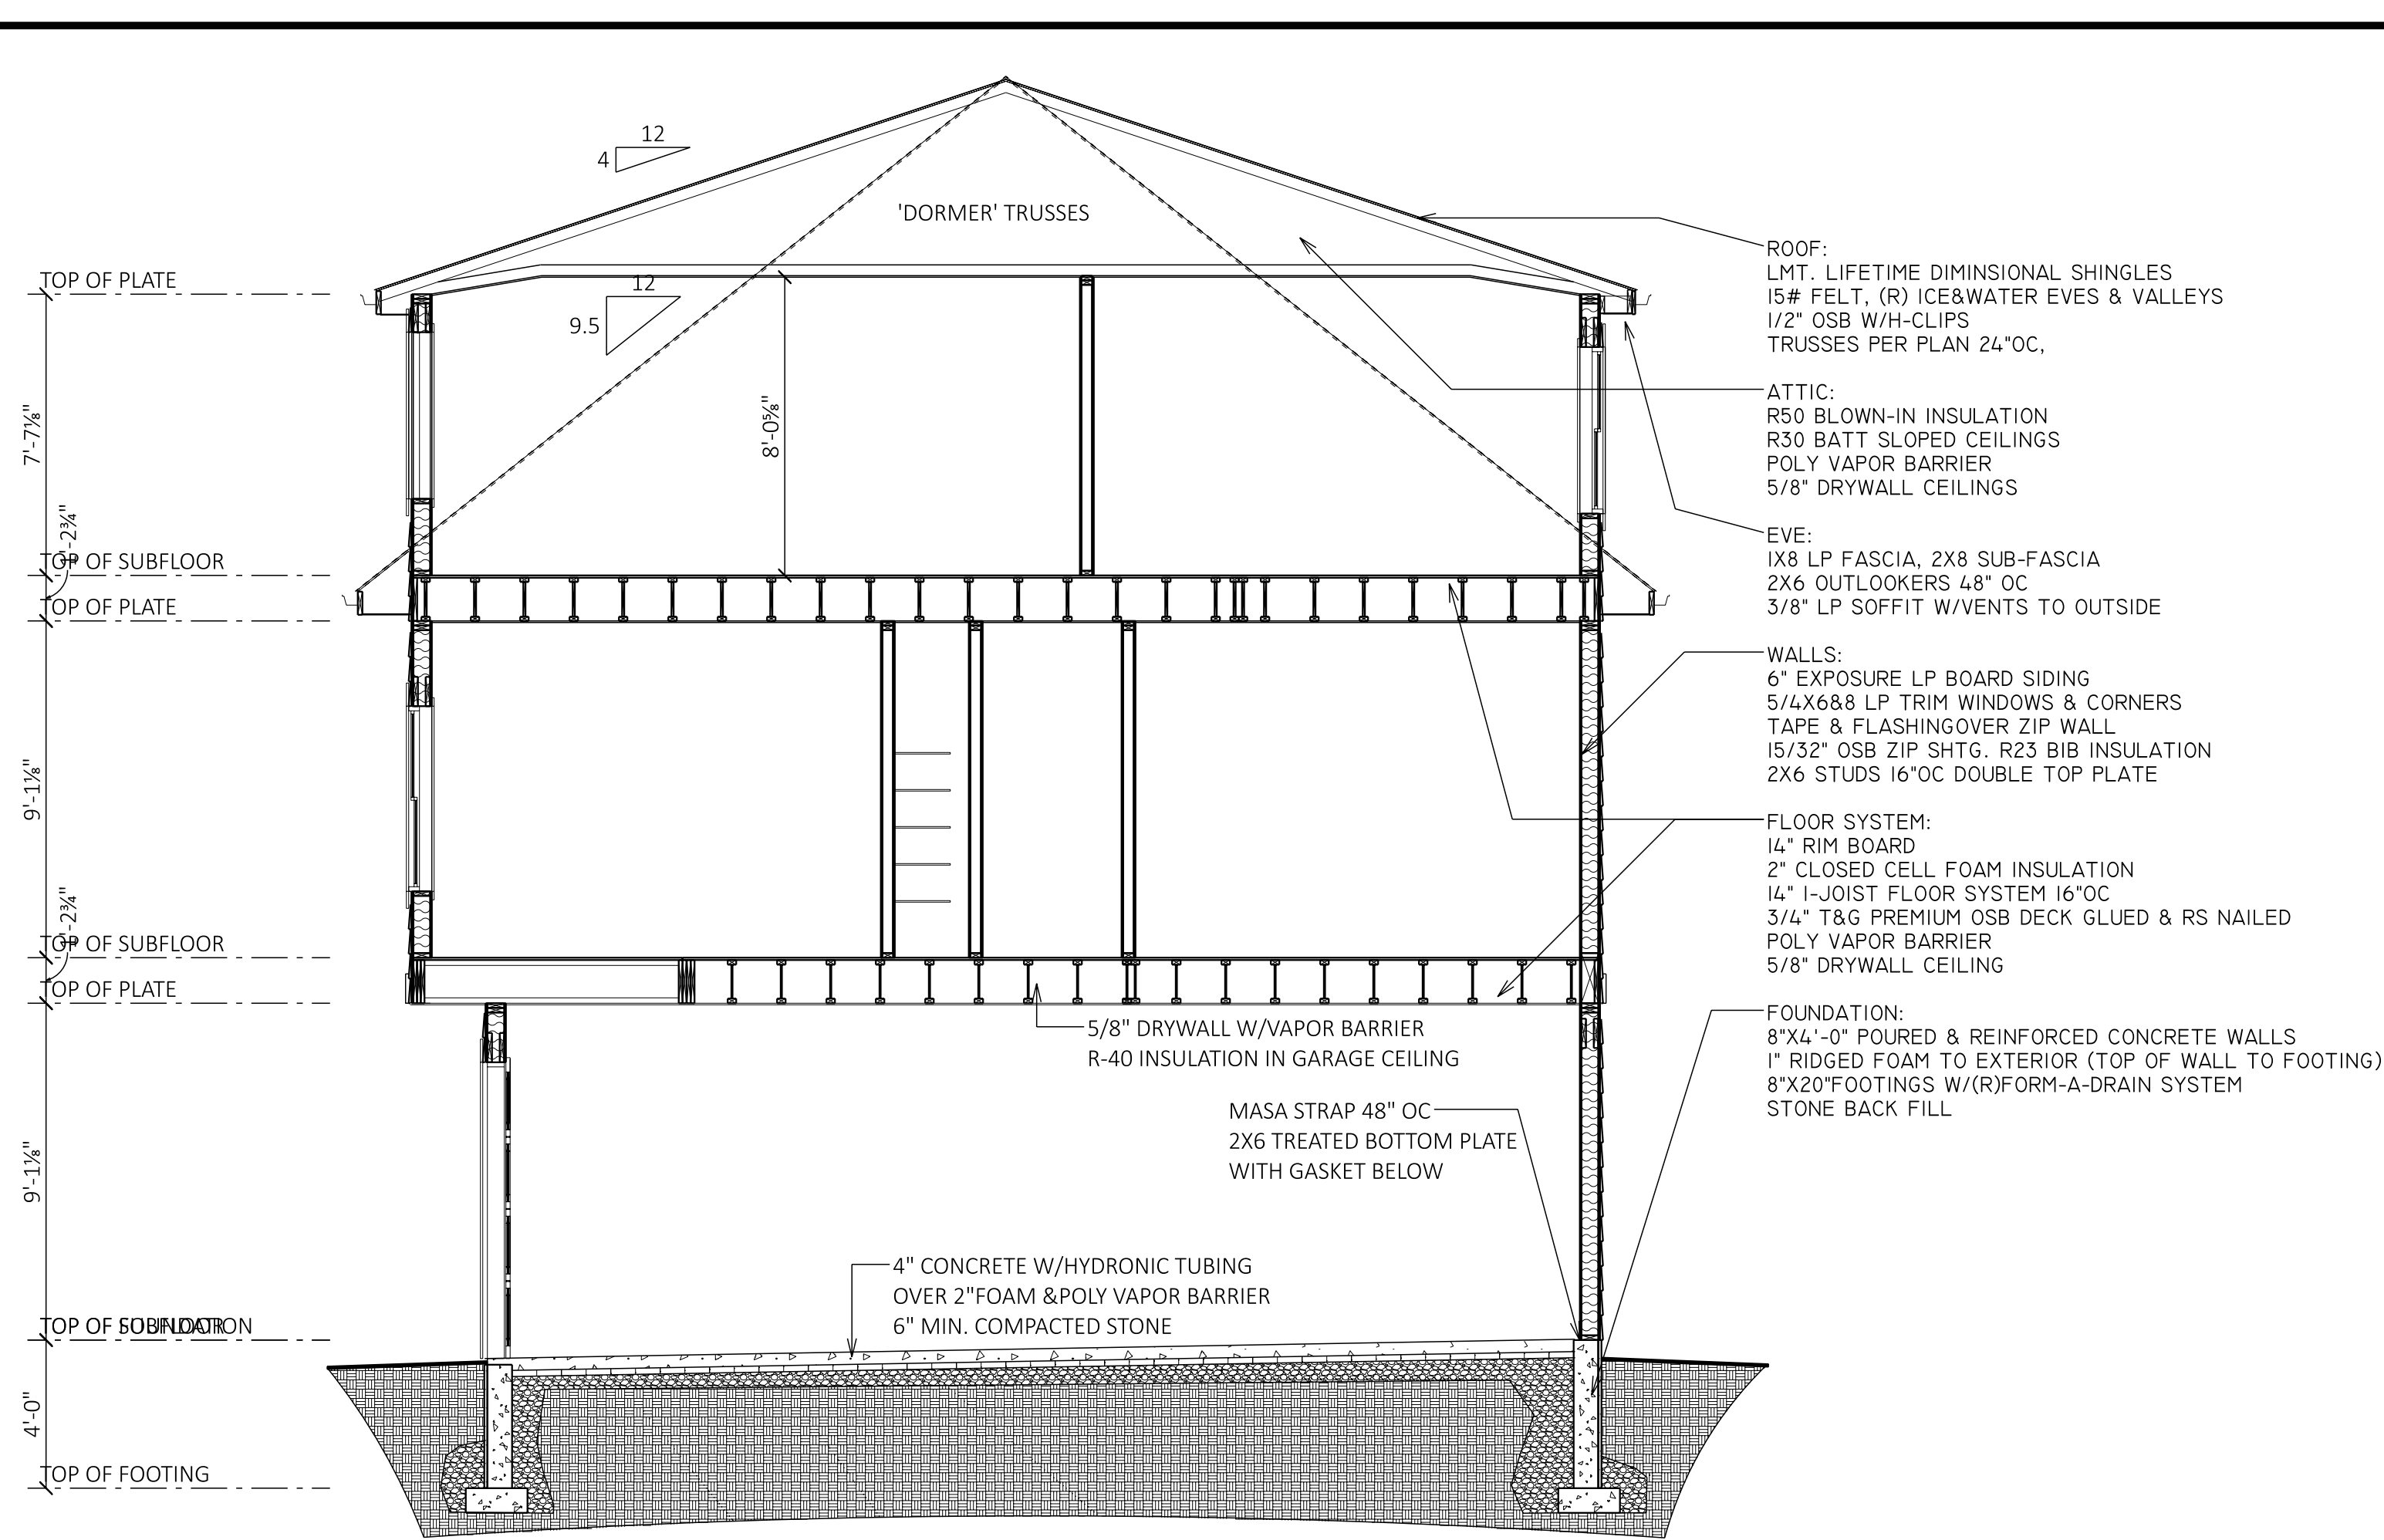 12
4
'DORMER' TRUSSES
12
9.5
8'-0⅝"
TOP OF PLATE
7'-7⅛"
1'-2¾"
TOP OF SUBFLOOR
TOP OF PLATE
9'-1⅛"
1'-2¾"
TOP OF SUBFLOOR
TOP OF PLATE
9'-1⅛"
TOP OF SUBFLOOR
TOP OF FOUNDATION
4'-0"
TOP OF FOOTING
5/8" DRYWALL W/VAPOR BARRIER
R-40 INSULATION IN GARAGE CEILING
MASA STRAP 48" OC
2X6 TREATED BOTTOM PLATE
WITH GASKET BELOW
4" CONCRETE W/HYDRONIC TUBING
OVER 2"FOAM &POLY VAPOR BARRIER
6" MIN. COMPACTED STONE
ROOF:
LMT. LIFETIME DIMINSIONAL SHINGLES
15# FELT, (R) ICE&WATER EVES & VALLEYS
1/2" OSB W/H-CLIPS
TRUSSES PER PLAN 24"OC,
ATTIC:
R50 BLOWN-IN INSULATION
R30 BATT SLOPED CEILINGS
POLY VAPOR BARRIER
5/8" DRYWALL CEILINGS
EVE:
1X8 LP FASCIA, 2X8 SUB-FASCIA
2X6 OUTLOOKERS 48" OC
3/8" LP SOFFIT W/VENTS TO OUTSIDE
WALLS:
6" EXPOSURE LP BOARD SIDING
5/4X6&8 LP TRIM WINDOWS & CORNERS
TAPE & FLASHINGOVER ZIP WALL
15/32" OSB ZIP SHTG. R23 BIB INSULATION
2X6 STUDS 16"OC DOUBLE TOP PLATE
FLOOR SYSTEM:
14" RIM BOARD
2" CLOSED CELL FOAM INSULATION
14" I-JOIST FLOOR SYSTEM 16"OC
3/4" T&G PREMIUM OSB DECK GLUED & RS NAILED
POLY VAPOR BARRIER
5/8" DRYWALL CEILING
FOUNDATION:
8"X4'-0" POURED & REINFORCED CONCRETE WALLS
1" RIDGED FOAM TO EXTERIOR (TOP OF WALL TO FOOTING)
8"X20"FOOTINGS W/(R)FORM-A-DRAIN SYSTEM
STONE BACK FILL